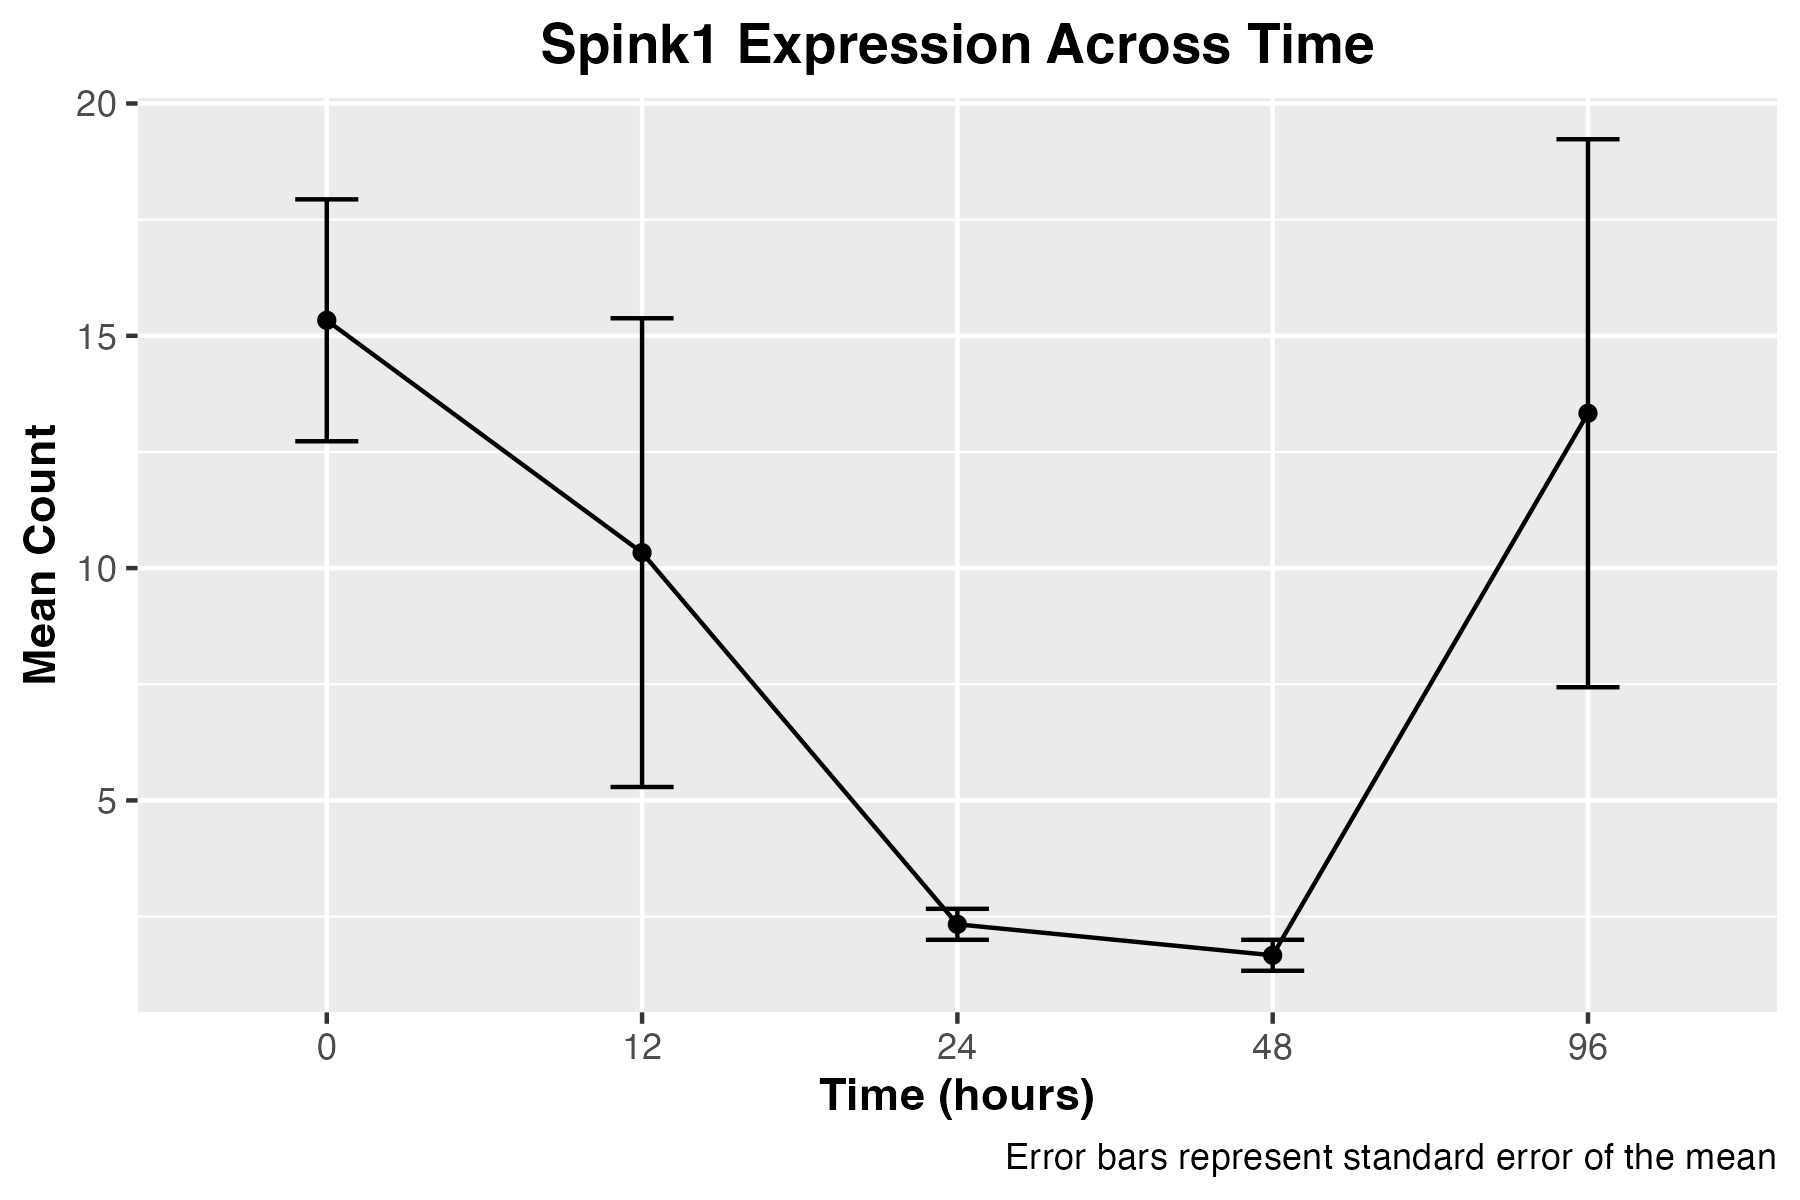 Spink1 Expression Across Time
20
15
10
5
Mean Count
0 12 24 48 96
Time (hours)
Error bars represent standard error of the mean